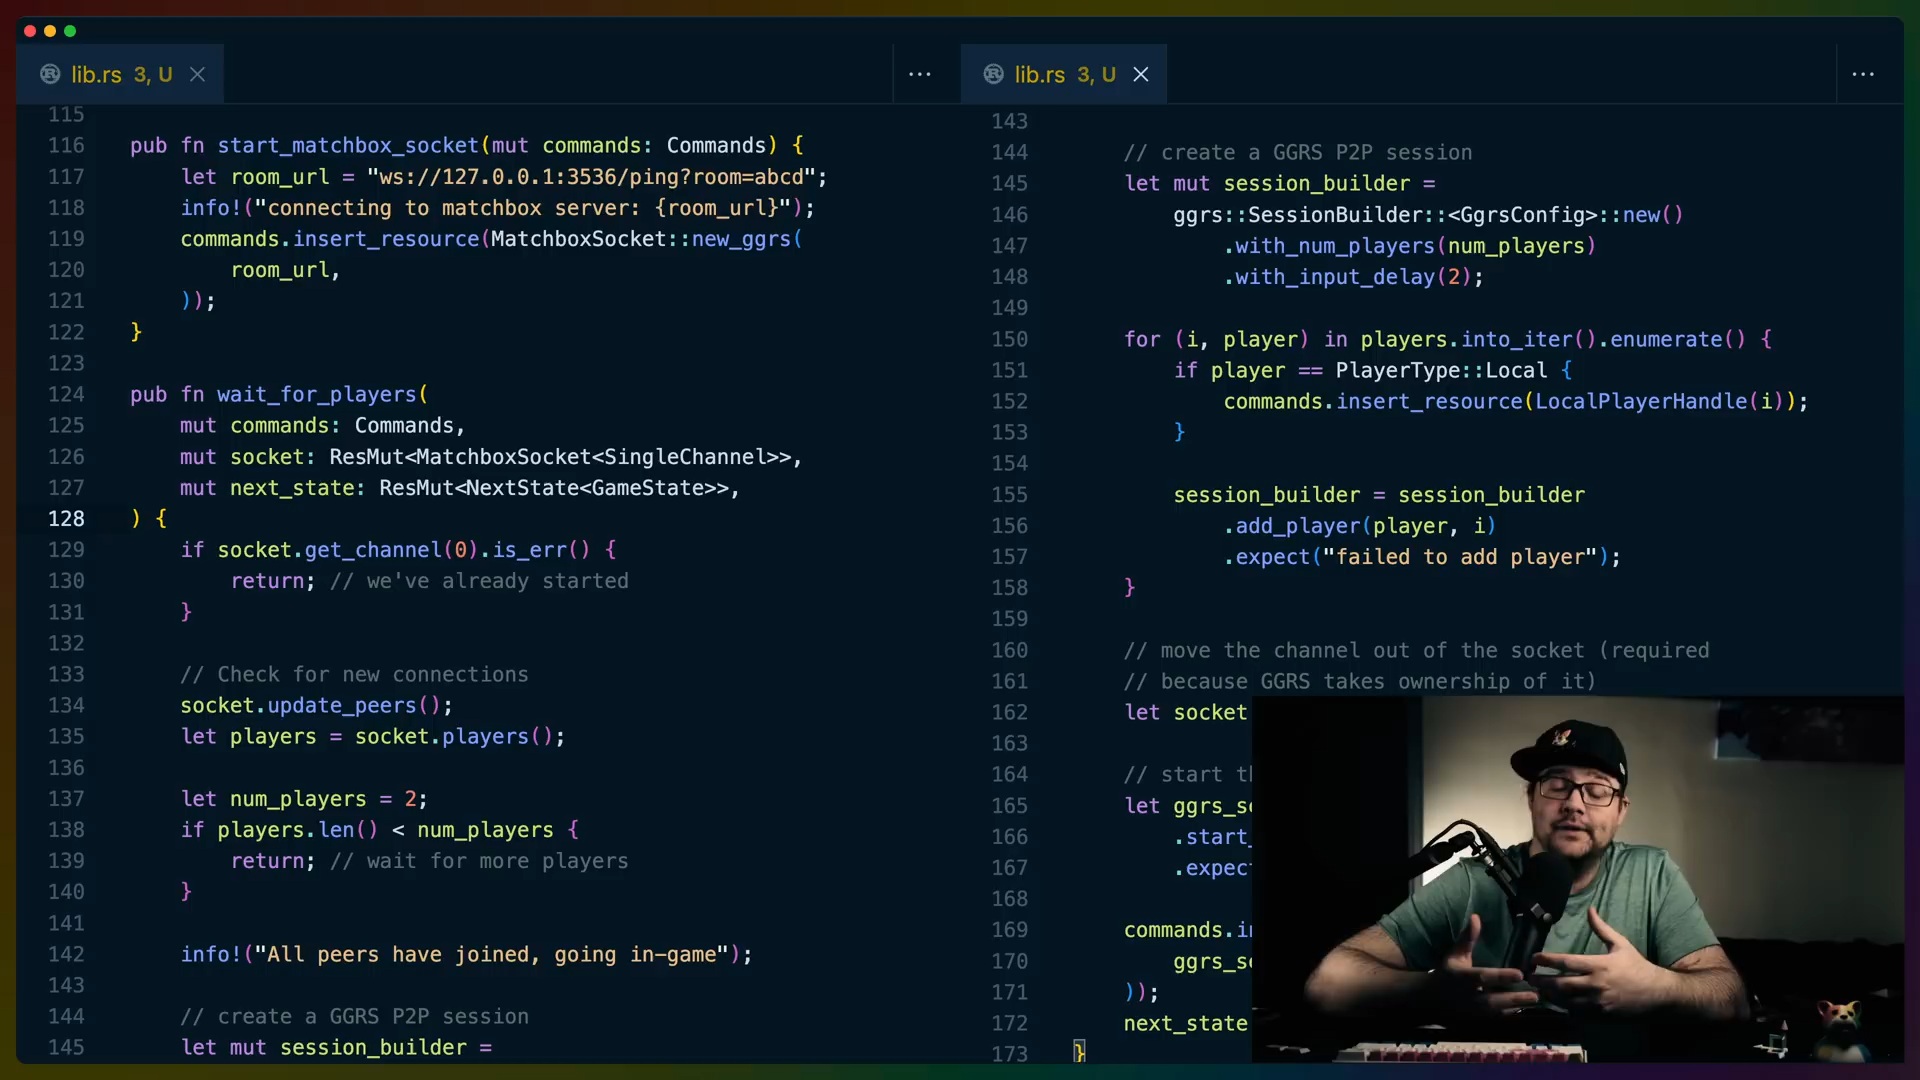 lib.rs 3, U
115
116 pub fn start_matchbox_socket(mut commands: Commands) {
117 let room_url = "ws://127.0.0.1:3536/ping?room=abcd";
118 info!("connecting to matchbox server: {room_url}");
119 commands.insert_resource(MatchboxSocket::new_ggrs(
120 room_url,
121 ));
122 }
123
124 pub fn wait_for_players(
125 mut commands: Commands,
126 mut socket: ResMut<MatchboxSocket<SingleChannel>>,
127 mut next_state: ResMut<NextState<GameState>>,
128 ) {
129 if socket.get_channel(0).is_err() {
130 return; // we've already started
131 }
132
133 // Check for new connections
134 socket.update_peers();
135 let players = socket.players();
136
137 let num_players = 2;
138 if players.len() < num_players {
139 return; // wait for more players
140 }
141
142 info!("All peers have joined, going in-game");
143
144 // create a GGRS P2P session
145 let mut session_builder =
lib.rs 3, U
143
144 // create a GGRS P2P session
145 let mut session_builder =
146 ggrs::SessionBuilder::<GgrsConfig>::new()
147 .with_num_players(num_players)
148 .with_input_delay(2);
149
150 for (i, player) in players.into_iter().enumerate() {
151 if player == PlayerType::Local {
152 commands.insert_resource(LocalPlayerHandle(i));
153 }
154
155 session_builder = session_builder
156 .add_player(player, i)
157 .expect("failed to add player");
158 }
159
160 // move the channel out of the socket (required
161 // because GGRS takes ownership of it)
162 let socket
163
164 // start
165 let
166 .start_
167
168
169 commands.
170
171 ));
172 next_state
173 }